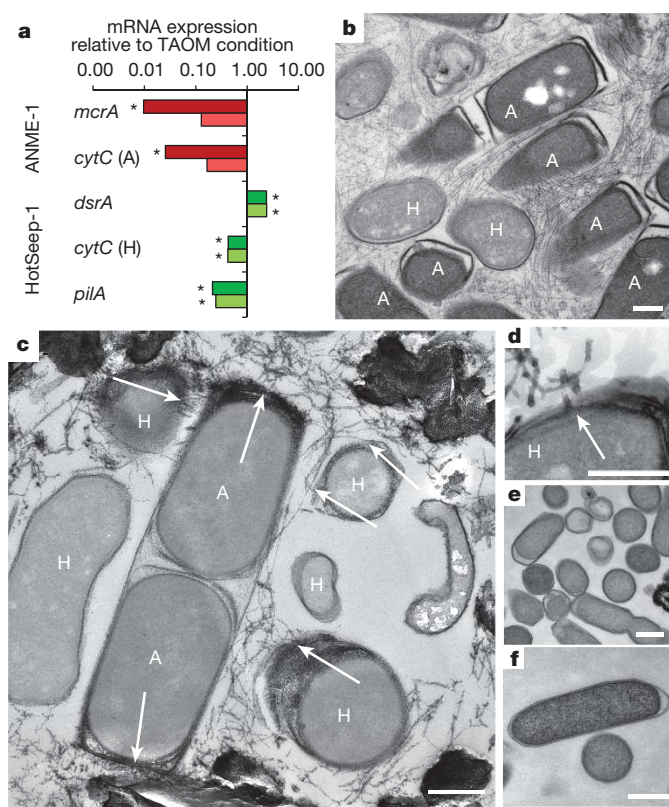 a
mRNA expression
relative to TAOM condition
0.00 0.01 0.10 1.00 10.00
ANME-1
mcrA
*
cytC (A)
*
HotSeep-1
dsrA
*
*
cytC (H)
*
*
pilA
*
*
b
A
A
H
H
A
A
A
A
c
H
A
H
H
H
A
H
d
H
e
f